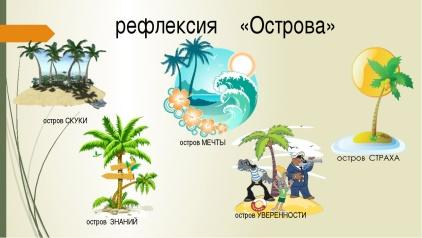 рефлексия «Острова»
остров СКУКИ
остров МЕЧТЫ
остров СТРАХА
остров ЗНАНИЙ
остров УВЕРЕННОСТИ